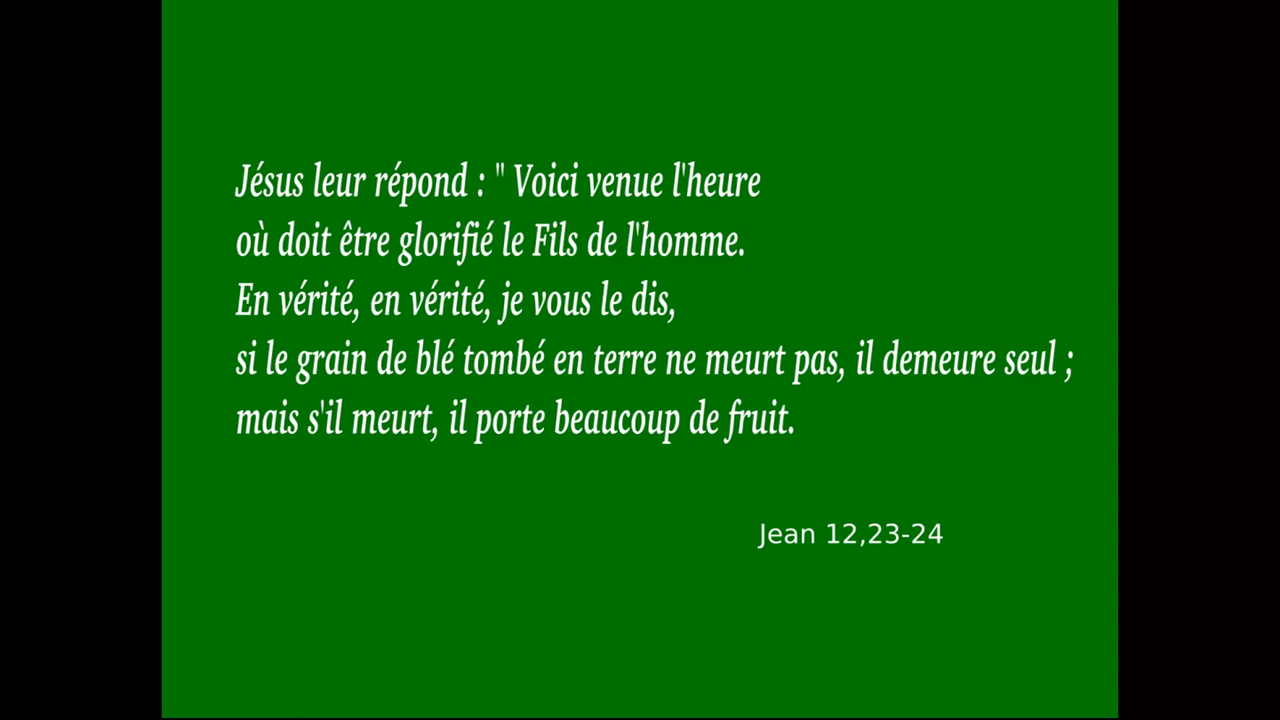 Jésus leur répond : " Voici venue l'heure
où doit être glorifié le Fils de l'homme.
En vérité, en vérité, je vous le dis,
si le grain de blé tombé en terre ne meurt pas, il demeure seul ;
mais s'il meurt, il porte beaucoup de fruit.
Jean 12,23-24